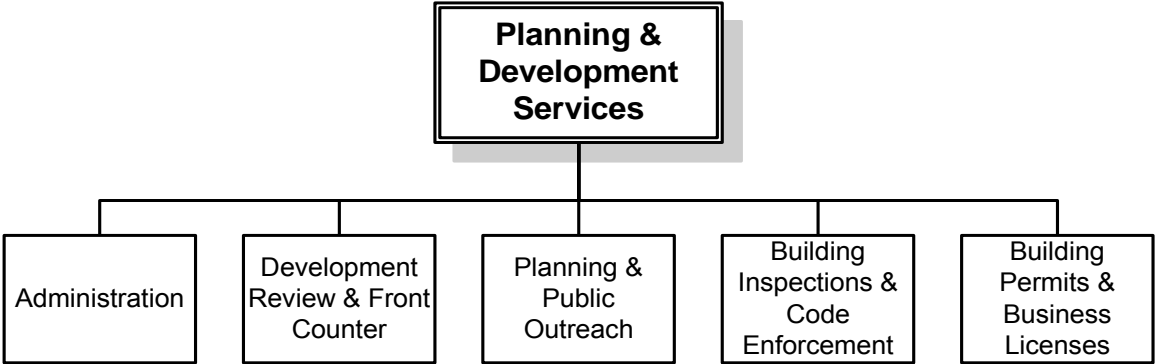 Planning &
Development
Services
Administration
Development
Review & Front
Counter
Planning &
Public
Outreach
Building
Inspections &
Code
Enforcement
Building
Permits &
Business
Licenses